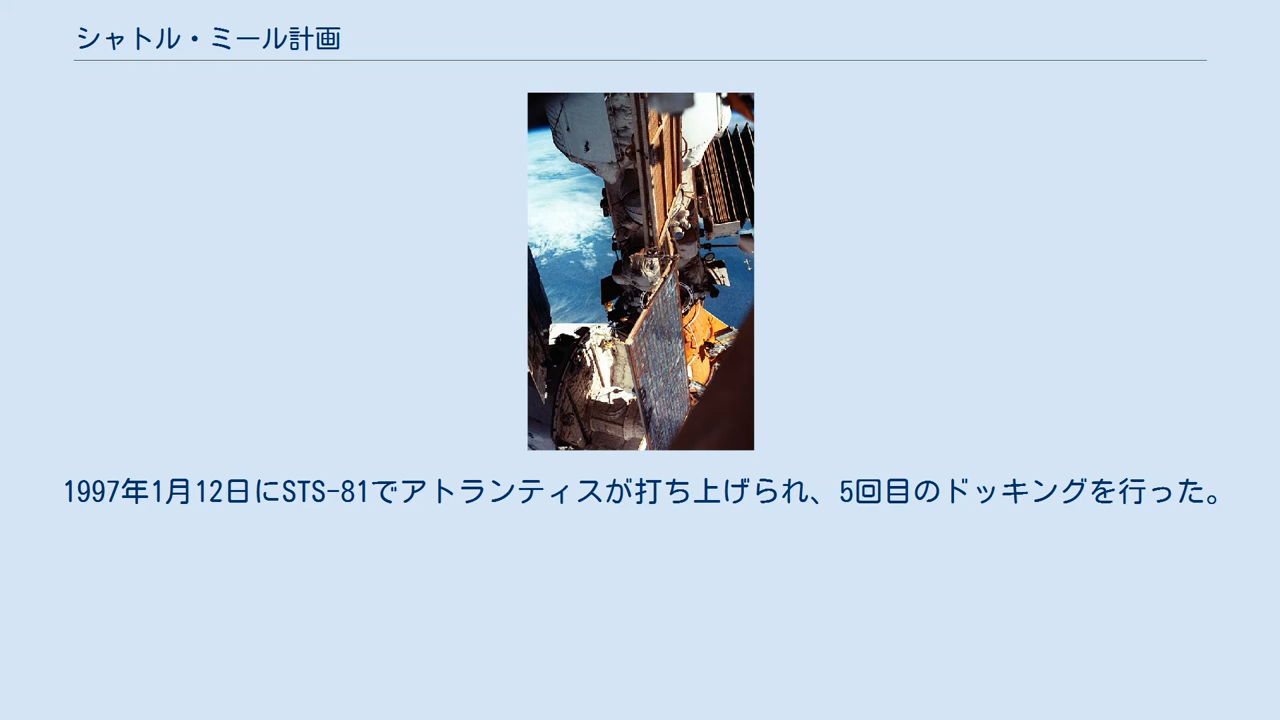 シャトル・ミール計画
1997年1月12日にSTS-81でアトランティスが打ち上げられ、5回目のドッキングを行った。